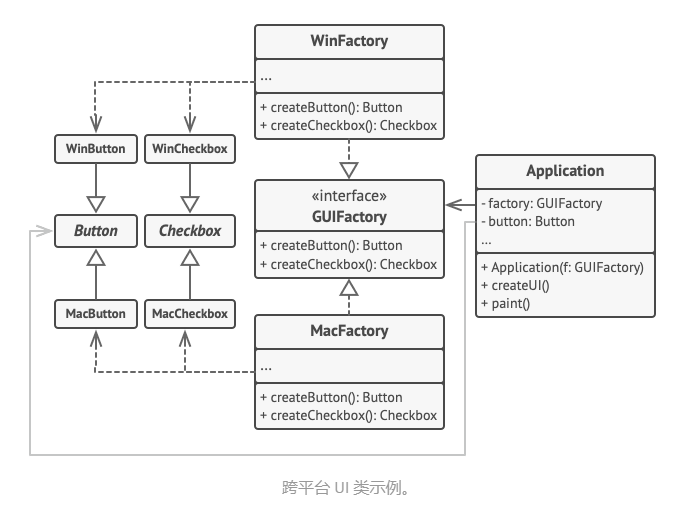 WinFactory
...
+ createButton(): Button
+ createCheckbox(): Checkbox
WinButton
WinCheckbox
«interface»
GUIFactory
+ createButton(): Button
+ createCheckbox(): Checkbox
Application
- factory: GUIFactory
- button: Button
...
+ Application(f: GUIFactory)
+ createUI()
+ paint()
Button
Checkbox
MacButton
MacCheckbox
MacFactory
...
+ createButton(): Button
+ createCheckbox(): Checkbox
跨平台 UI 类示例。